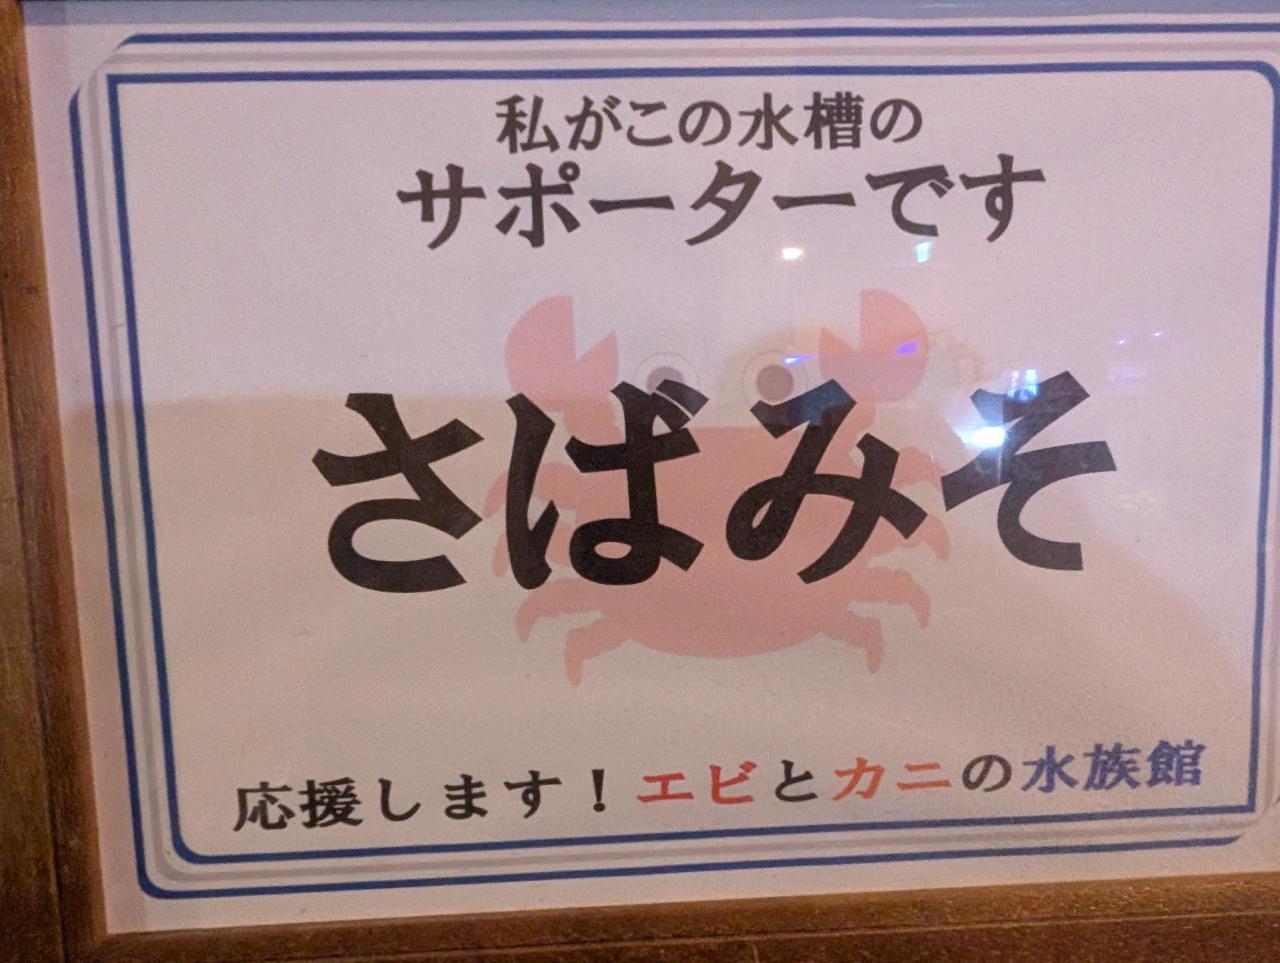 私がこの水槽の
サポーターです
さばみそ
応援します！エビとカニの水族館